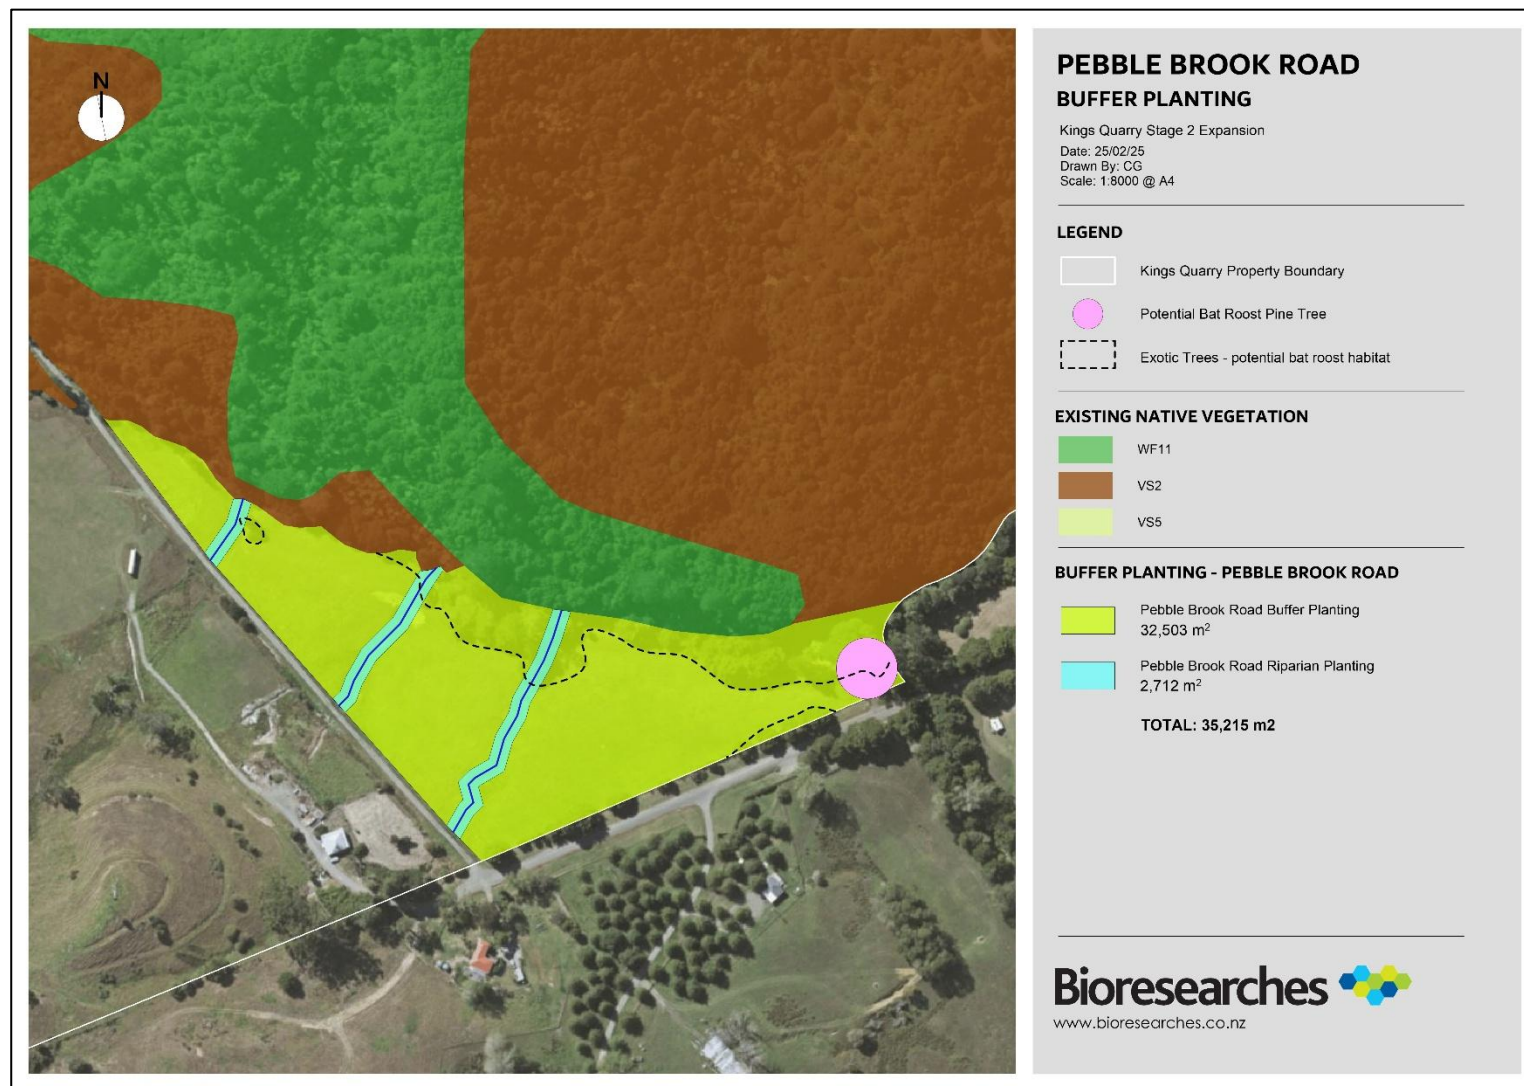 N
PEBBLE BROOK ROAD
BUFFER PLANTING
Kings Quarry Stage 2 Expansion
Date: 25/02/25
Drawn By: CG
Scale: 1:8000 @ A4
LEGEND
Kings Quarry Property Boundary
Potential Bat Roost Pine Tree
Exotic Trees - potential bat roost habitat
EXISTING NATIVE VEGETATION
WF11
VS2
VS5
BUFFER PLANTING - PEBBLE BROOK ROAD
Pebble Brook Road Buffer Planting
32,503 m²
Pebble Brook Road Riparian Planting
2,712 m²
TOTAL: 35,215 m2
Bioresearches
www.bioresearches.co.nz